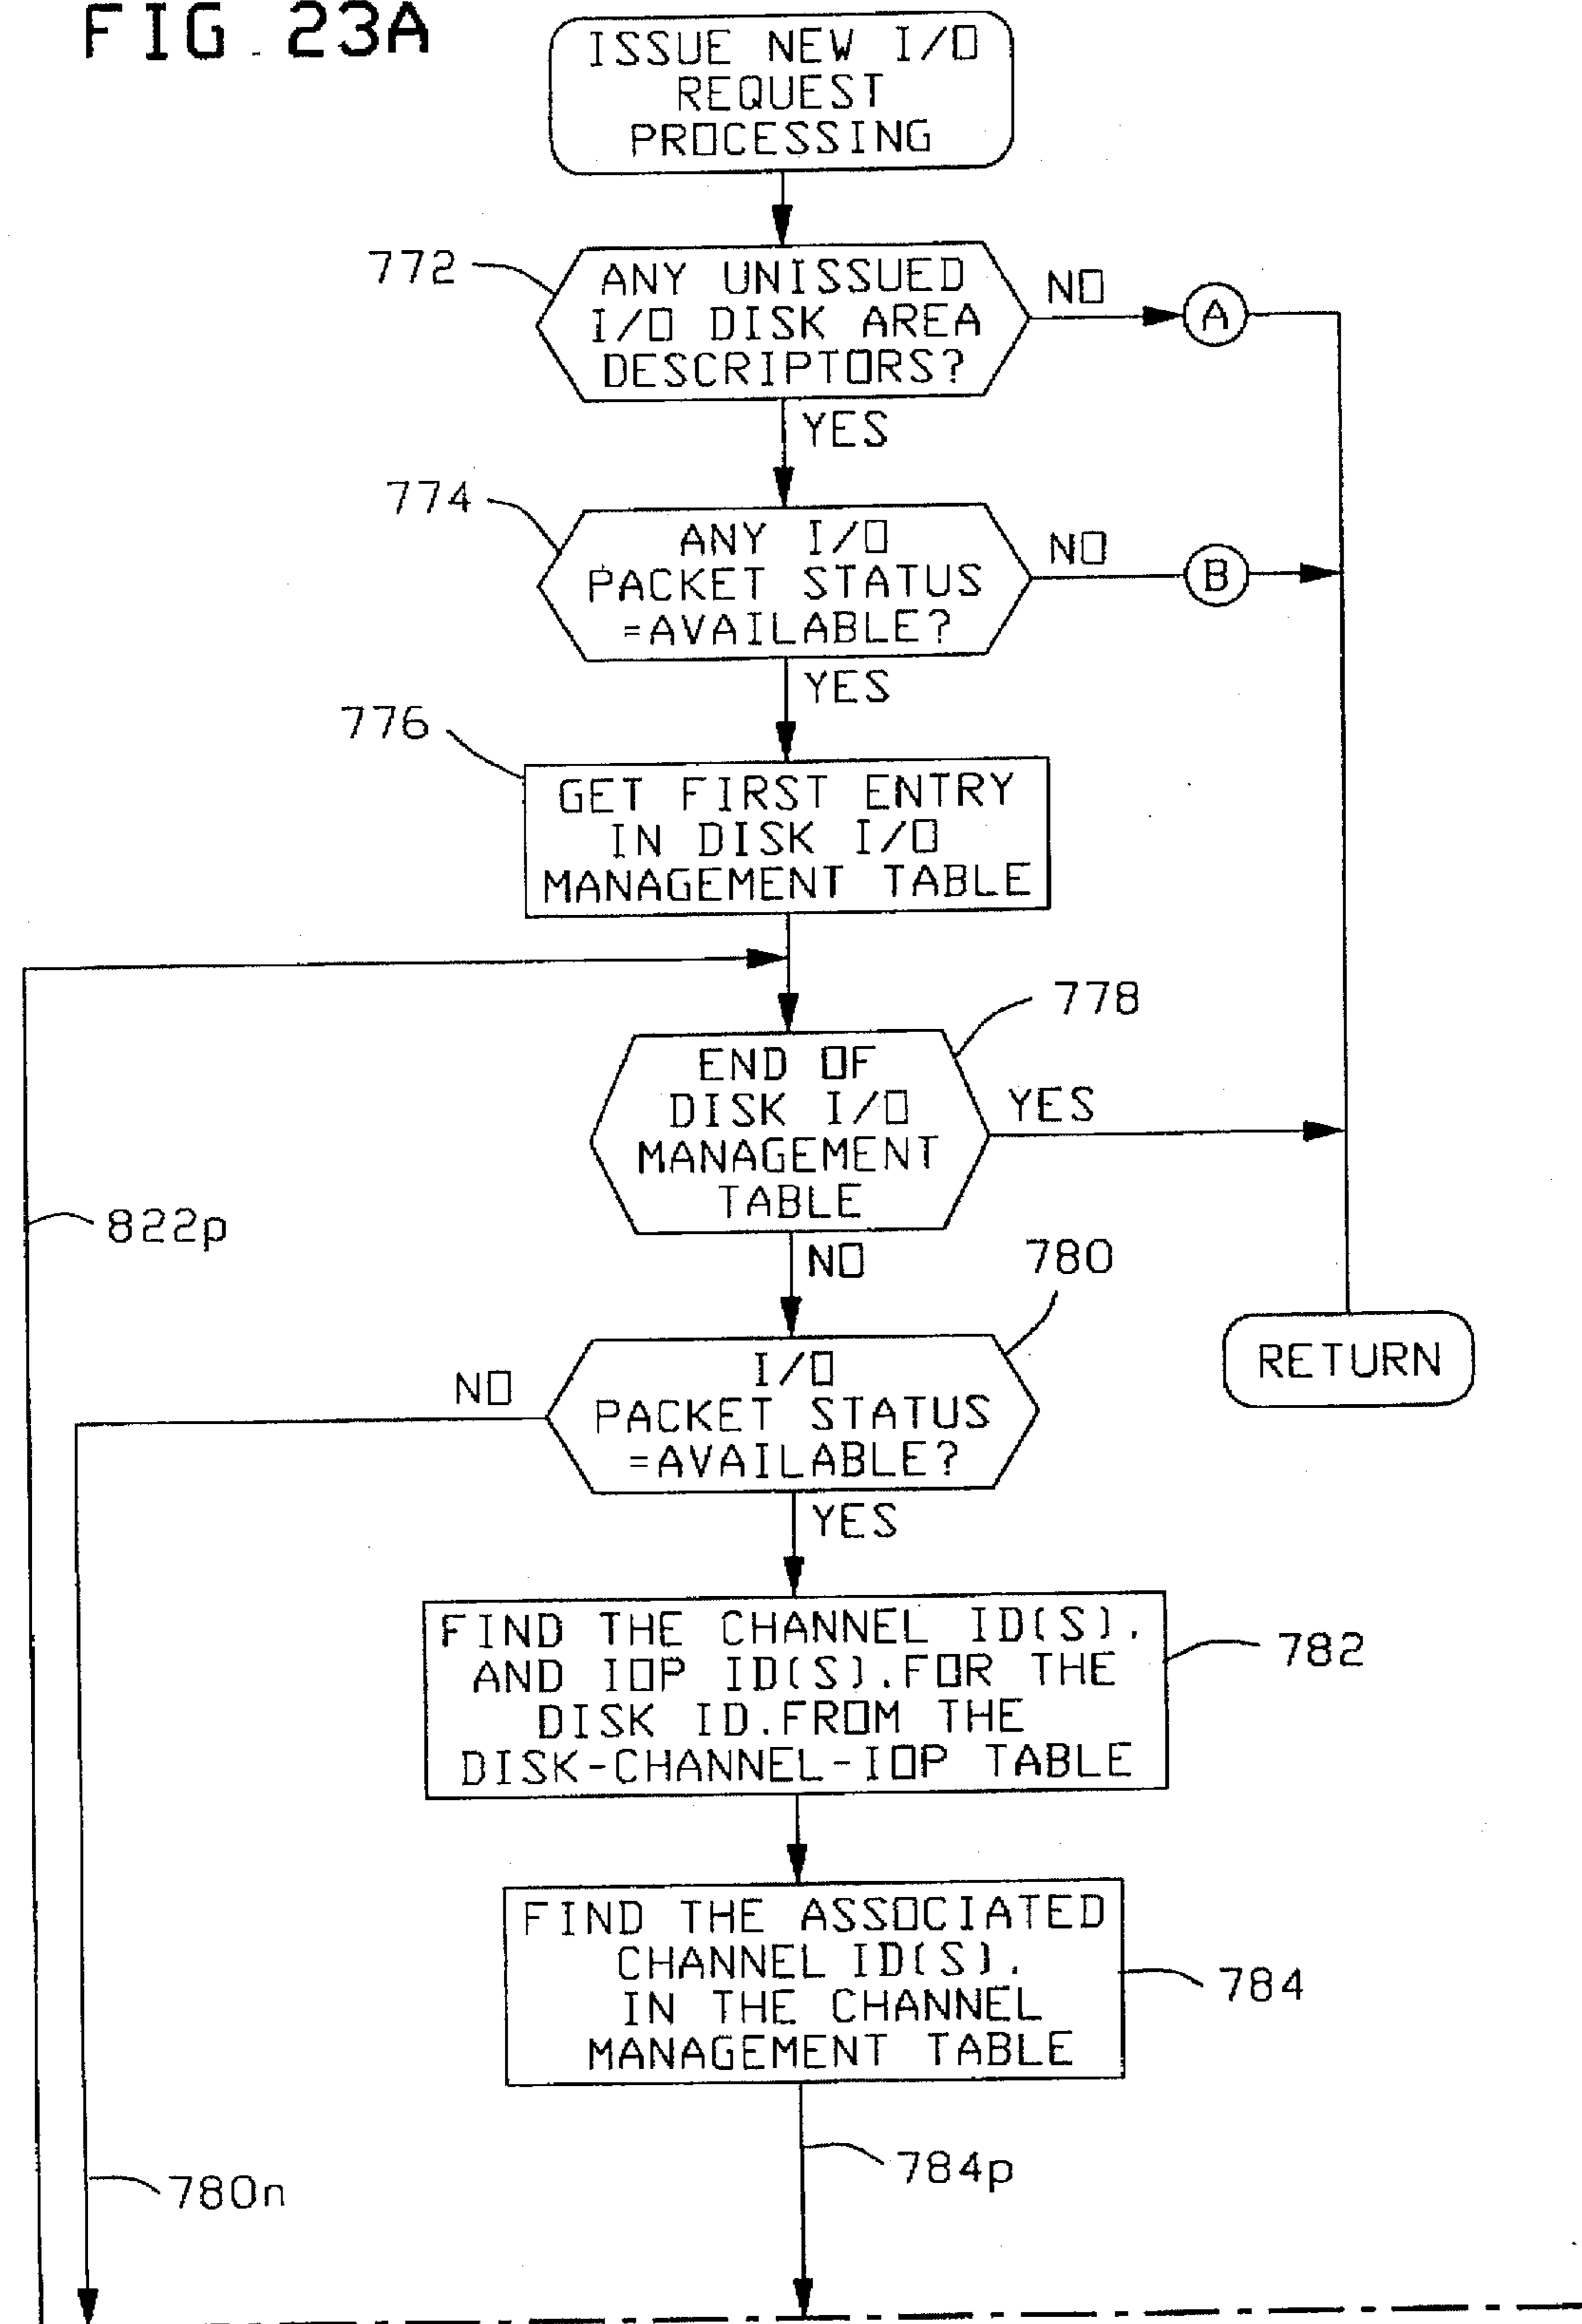 FIG. 23A
ISSUE NEW I/O
REQUEST
PROCESSING
772
ANY UNISSUED
I/O DISK AREA
DESCRIPTORS?
NO
A
YES
774
ANY I/O
PACKET STATUS
=AVAILABLE?
NO
B
YES
776
GET FIRST ENTRY
IN DISK I/O
MANAGEMENT TABLE
778
END OF
DISK I/O
MANAGEMENT
TABLE
YES
822p
NO
780
RETURN
I/O
PACKET STATUS
=AVAILABLE?
NO
YES
FIND THE CHANNEL ID(S).
AND IOP ID(S).FOR THE
DISK ID.FROM THE
DISK-CHANNEL-IOP TABLE
782
FIND THE ASSOCIATED
CHANNEL ID(S).
IN THE CHANNEL
MANAGEMENT TABLE
784
784p
780n